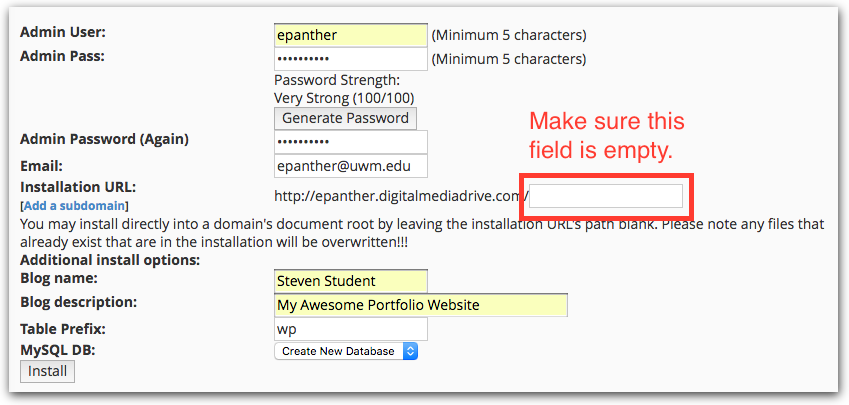 Admin User: epanther (Minimum 5 characters)
Admin Pass: •••••••••• (Minimum 5 characters)
Password Strength:
Very Strong (100/100)
Generate Password
Make sure this
field is empty.
Admin Password (Again) ••••••••••
Email: epanther@uwm.edu
Installation URL:
http://epanther.digitalmediadrive.com/
[Add a subdomain]
You may install directly into a domain's document root by leaving the installation URL's path blank. Please note any files that
already exist that are in the installation will be overwritten!!!
Additional install options:
Blog name: Steven Student
Blog description: My Awesome Portfolio Website
Table Prefix: wp
MySQL DB: Create New Database
Install